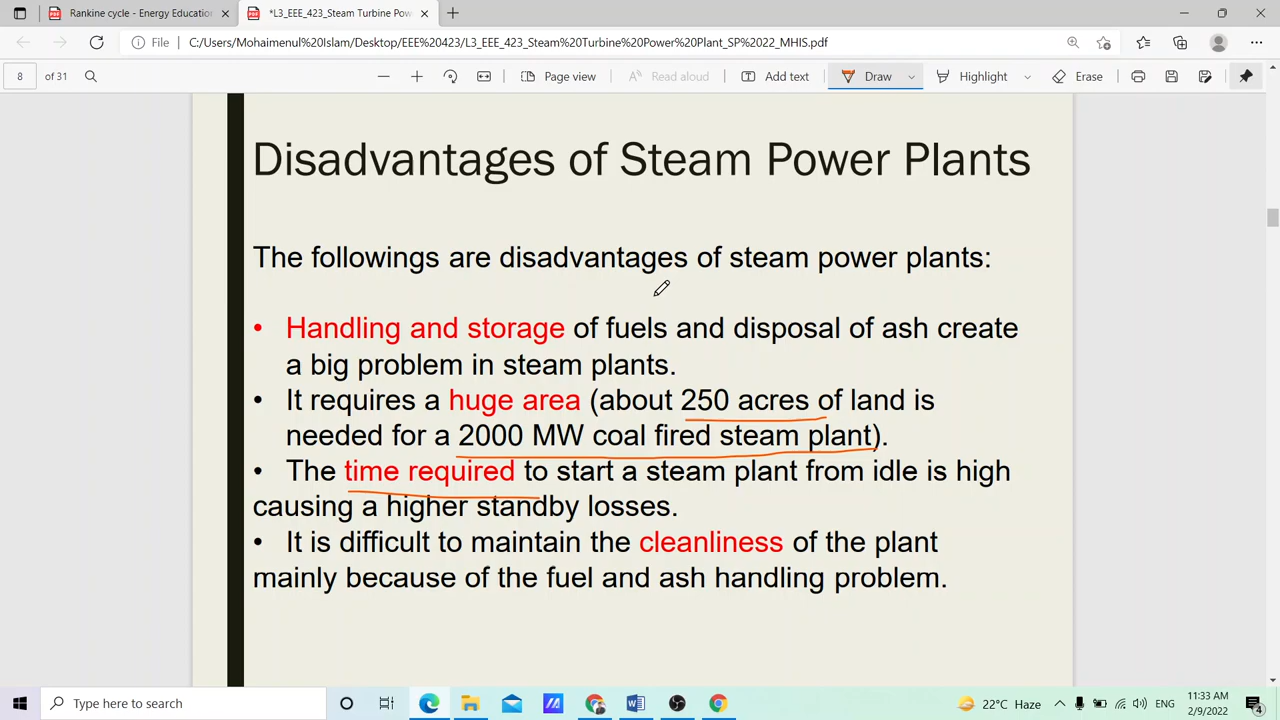 Rankine cycle - Energy Education
*L3_EEE_423_Steam Turbine Pow
File
C:/Users/Mohaimenul%20Islam/Desktop/EEE%20423/L3_EEE_423_Steam%20Turbine%20Power%20Plant_SP%2022_MHIS.pdf
8 of 31
Page view
Read aloud
Add text
Draw
Highlight
Erase
Disadvantages of Steam Power Plants
The followings are disadvantages of steam power plants:
• Handling and storage of fuels and disposal of ash create
a big problem in steam plants.
• It requires a huge area (about 250 acres of land is
needed for a 2000 MW coal fired steam plant).
• The time required to start a steam plant from idle is high
causing a higher standby losses.
• It is difficult to maintain the cleanliness of the plant
mainly because of the fuel and ash handling problem.
Type here to search
22°C Haze
ENG
11:33 AM
2/9/2022
4